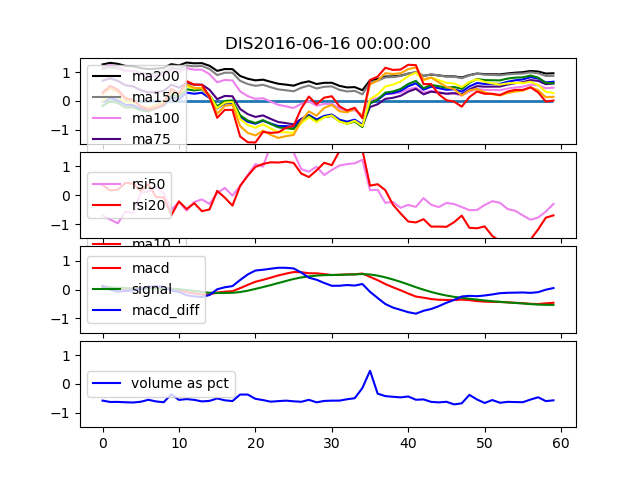 DIS2016-06-16 00:00:00
1
0
−1
ma200
ma150
ma100
ma75
1
0
−1
rsi50
rsi20
ma10
1
0
−1
macd
signal
macd_diff
1
0
−1
volume as pct
0 10 20 30 40 50 60